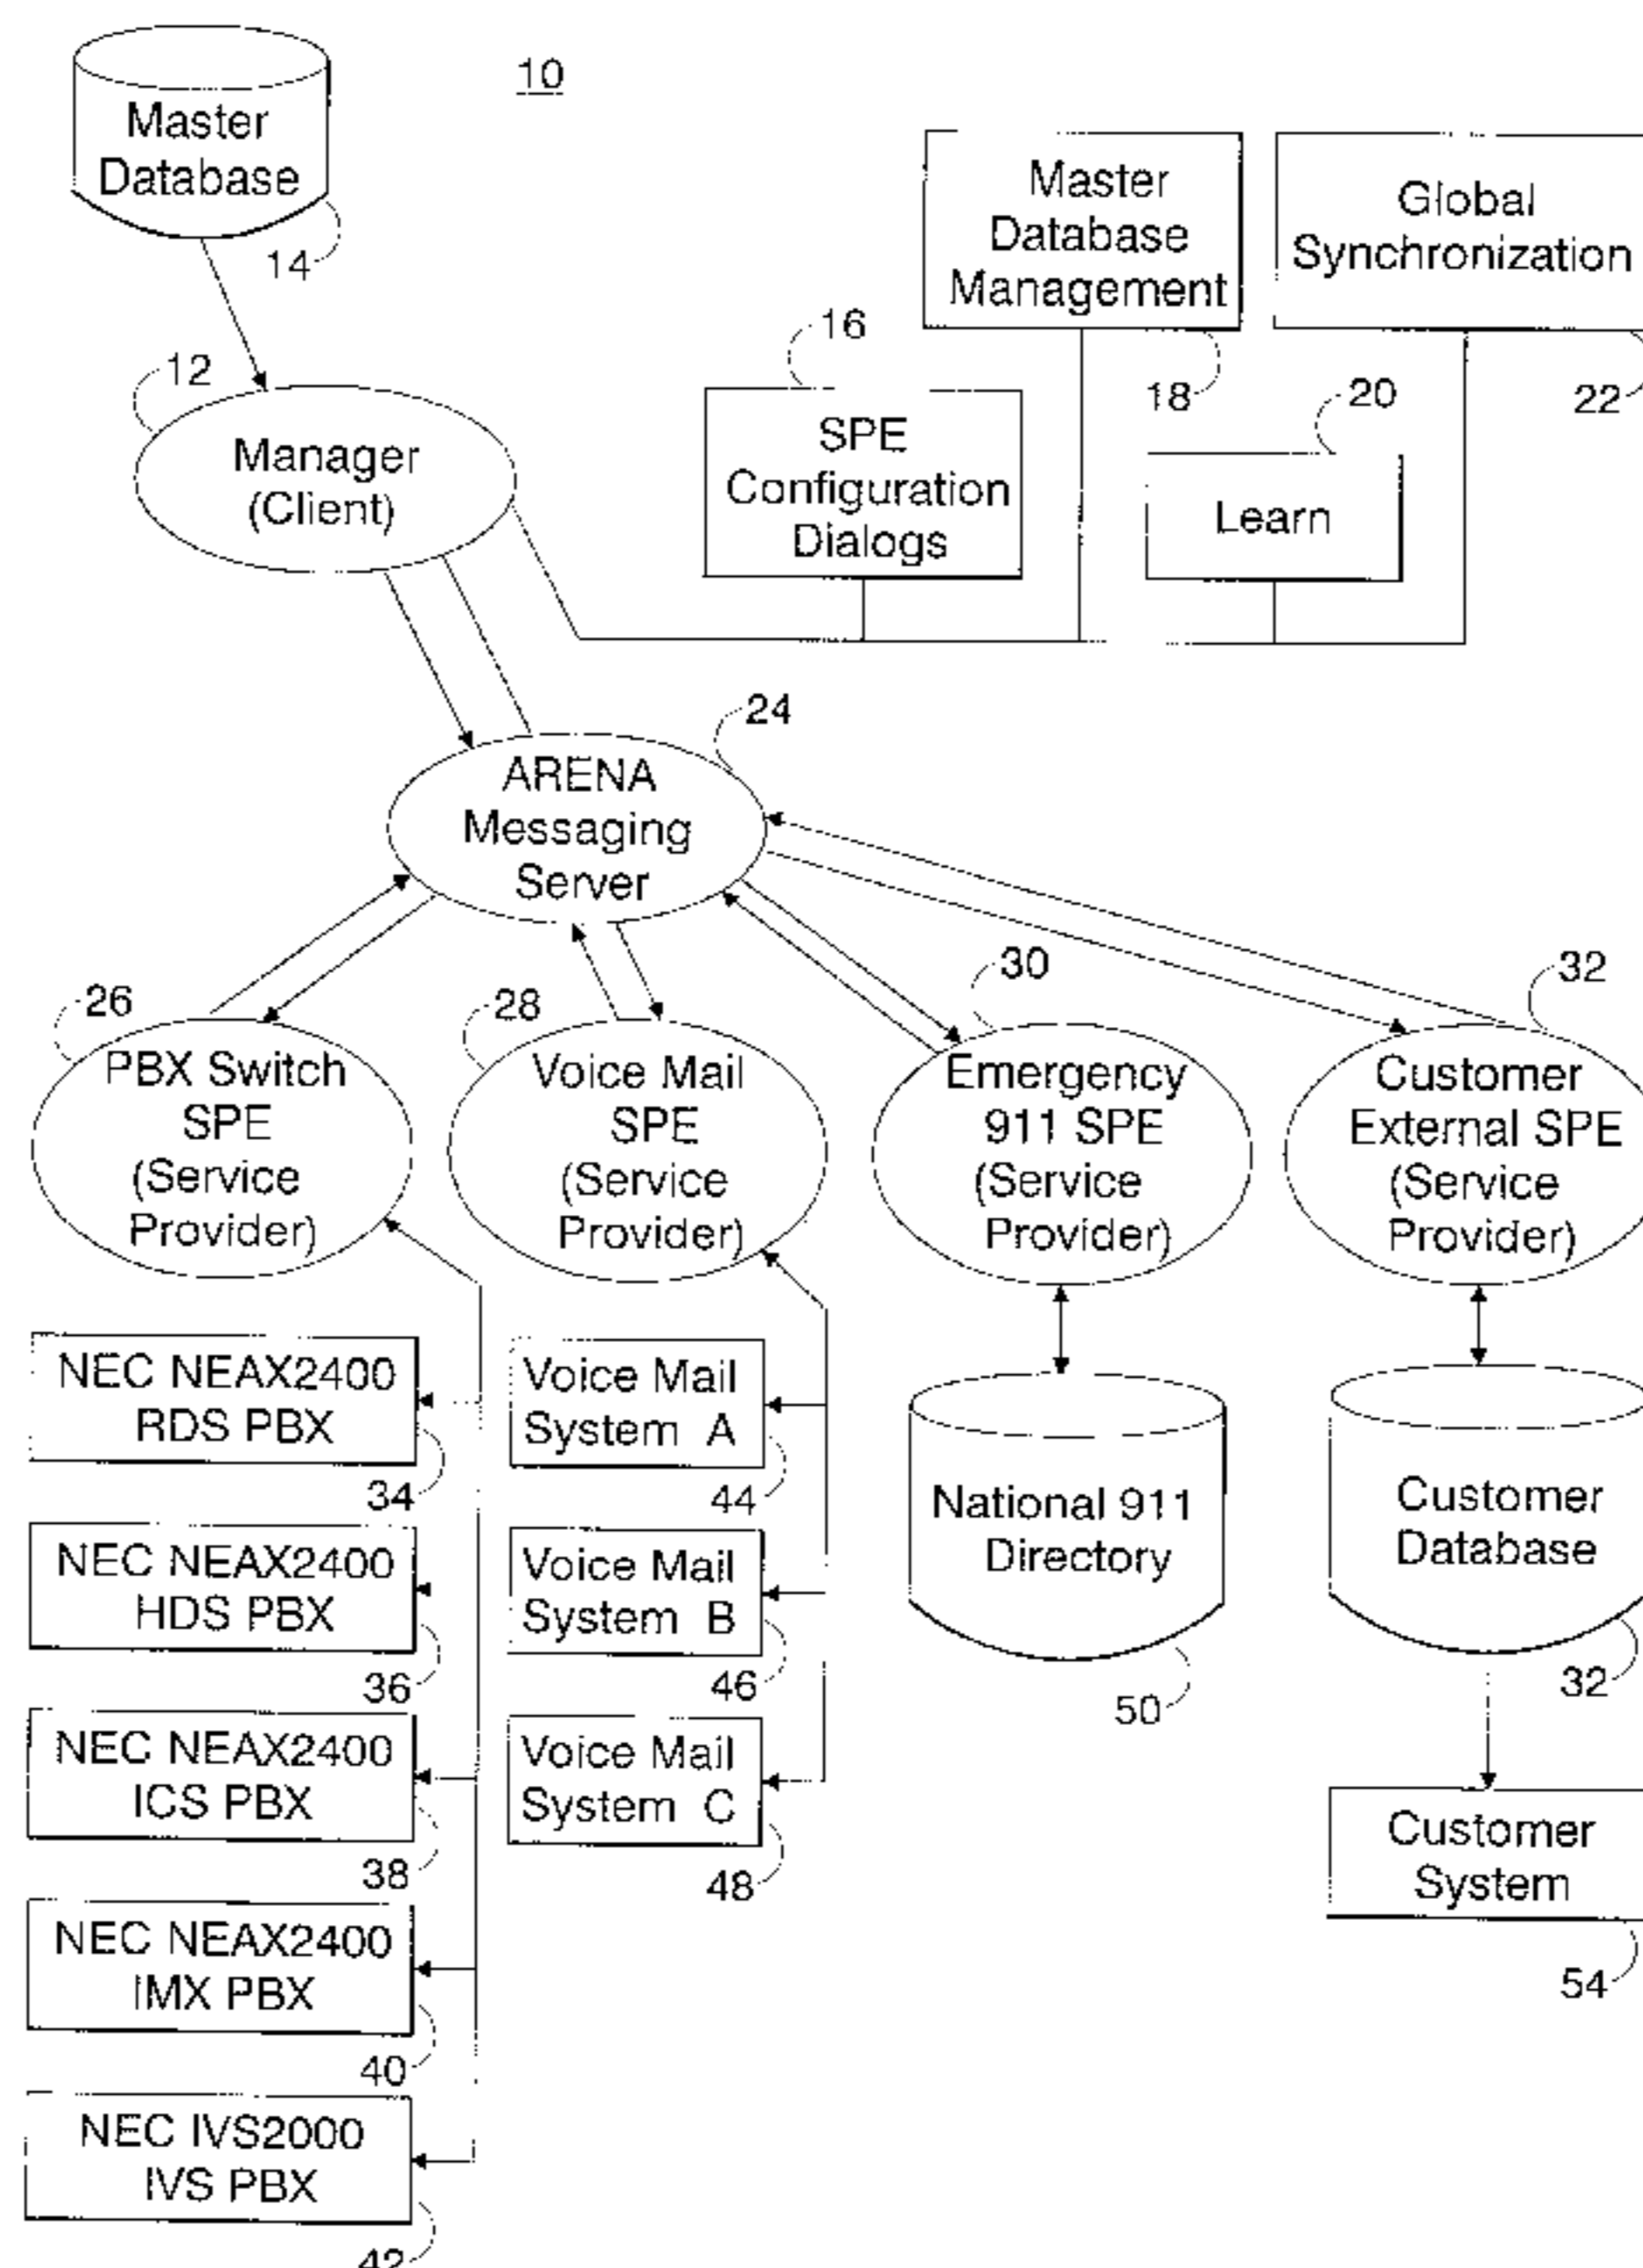 10
Master
Database
14
Master
Database
Management
18
Global
Synchronization
22
16
SPE
Configuration
Dialogs
20
Learn
12
Manager
(Client)
24
ARENA
Messaging
Server
26
PBX Switch
SPE
(Service
Provider)
28
Voice Mail
SPE
(Service
Provider)
30
Emergency
911 SPE
(Service
Provider)
32
Customer
External SPE
(Service
Provider)
NEC NEAX2400
RDS PBX
34
NEC NEAX2400
HDS PBX
36
NEC NEAX2400
ICS PBX
38
NEC NEAX2400
IMX PBX
40
NEC IVS2000
IVS PBX
42
Voice Mail
System A
44
Voice Mail
System B
46
Voice Mail
System C
48
National 911
Directory
50
Customer
Database
32
Customer
System
54